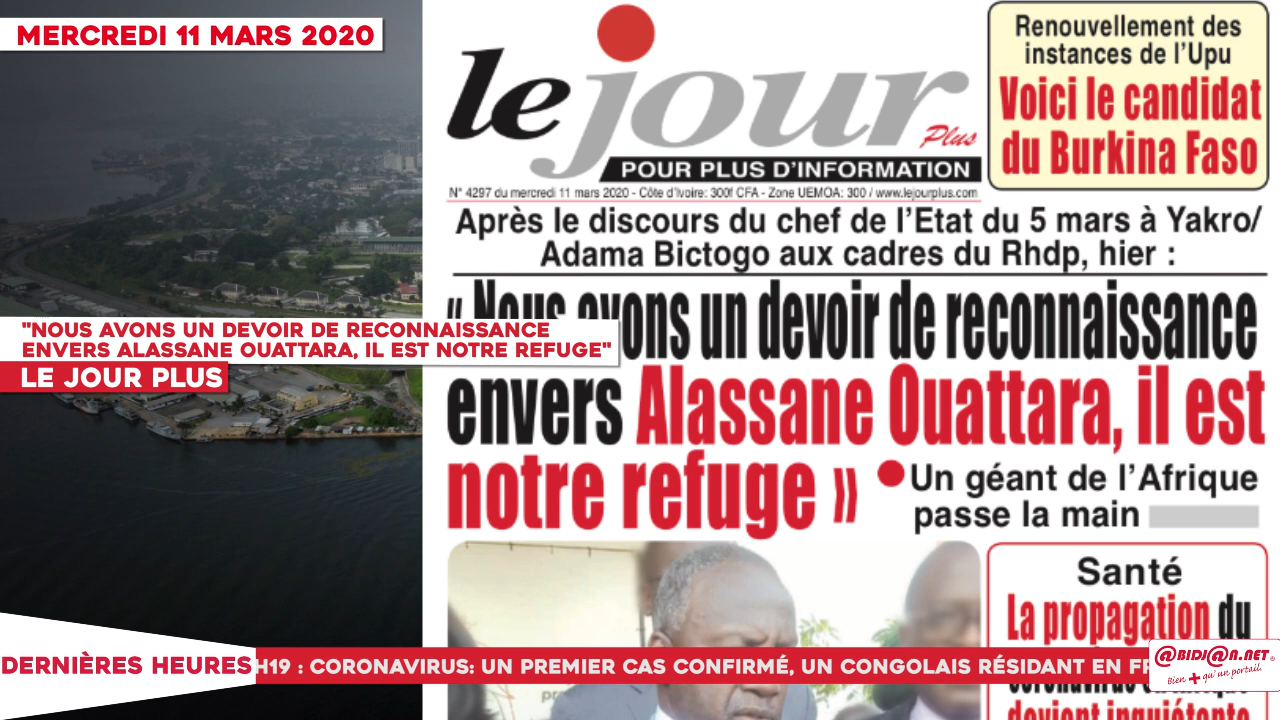 MERCREDI 11 MARS 2020
"NOUS AVONS UN DEVOIR DE RECONNAISSANCE
ENVERS ALASSANE OUATTARA, IL EST NOTRE REFUGE"
LE JOUR PLUS
le jour
Plus
POUR PLUS D'INFORMATION
N° 4297 du mercredi 11 mars 2020 - Côte d'Ivoire: 300f CFA - Zone UEMOA: 300 / www.lejourplus.com
Renouvellement des
instances de l'Upu
Voici le candidat
du Burkina Faso
Après le discours du chef de l'Etat du 5 mars à Yakro/
Adama Bictogo aux cadres du Rhdp, hier :
« Nous avons un devoir de reconnaissance
envers Alassane Ouattara, il est
notre refuge »
Un géant de l'Afrique
passe la main
Santé
La propagation du
devient inquiétante
DERNIÈRES HEURES
H19 : CORONAVIRUS: UN PREMIER CAS CONFIRMÉ, UN CONGOLAIS RÉSIDANT EN FR
@BIDJ@N.NET
Bien + qu'un portail